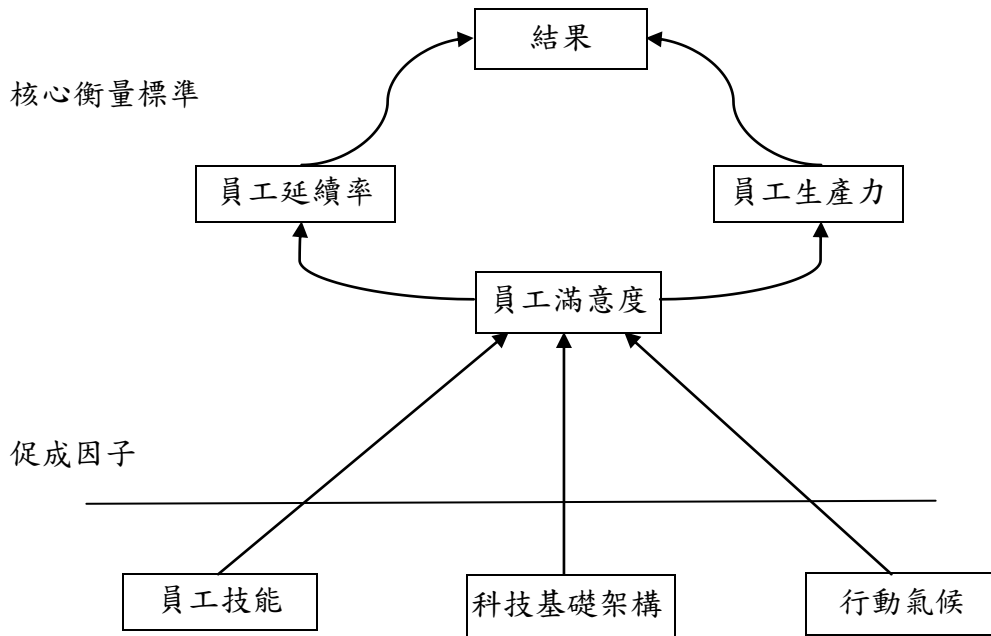 結果
核心衡量標準
員工延續率
員工生產力
員工滿意度
促成因子
員工技能
科技基礎架構
行動氣候